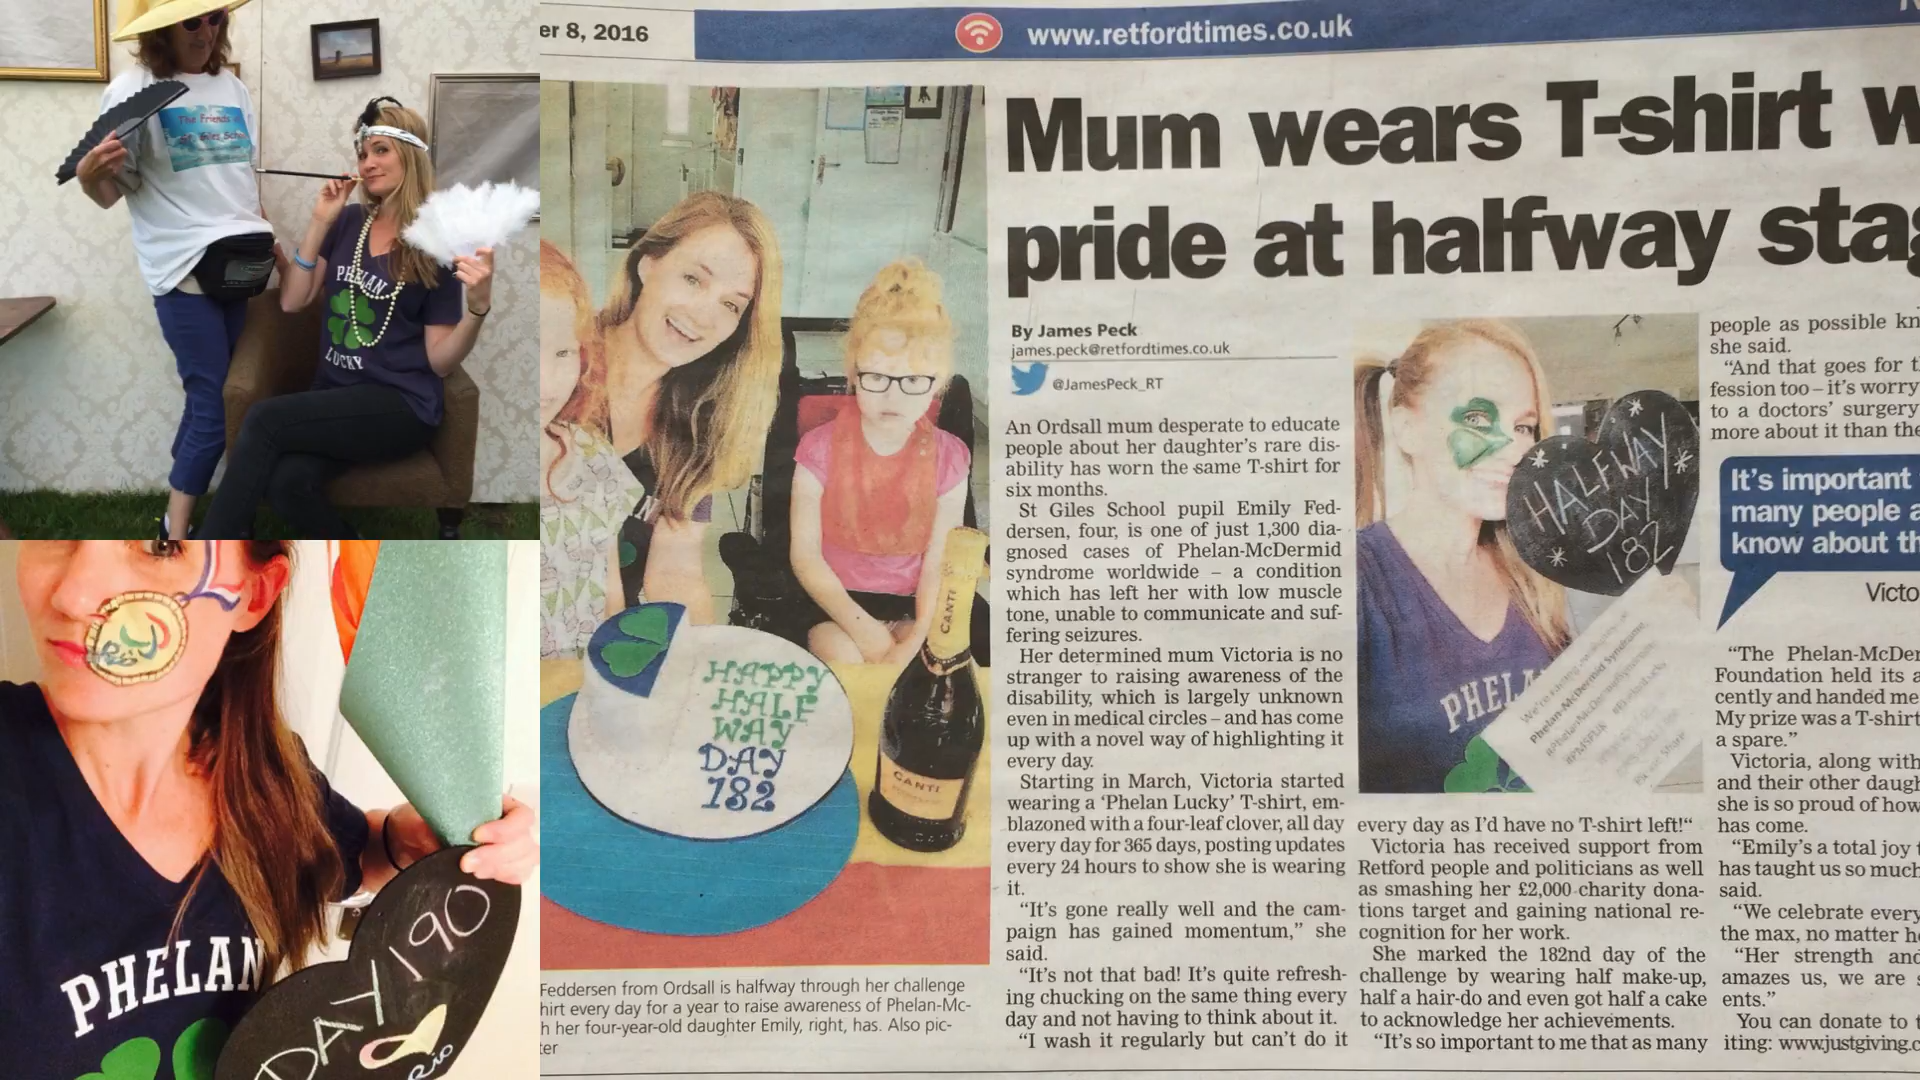 The Friends of
St Giles School
PHELAN
LUCKY
PHELAN
DAY 190
Rio
er 8, 2016
www.retfordtimes.co.uk
Mum wears T-shirt w
pride at halfway stag
HAPPY
HALF
WAY
DAY
182
CANTI
CANTI
Feddersen from Ordsall is halfway through her challenge
hirt every day for a year to raise awareness of Phelan-Mc-
h her four-year-old daughter Emily, right, has. Also pic-
ter
By James Peck
james.peck@retfordtimes.co.uk
@JamesPeck_RT
An Ordsall mum desperate to educate
people about her daughter's rare dis-
ability has worn the same T-shirt for
six months.
St Giles School pupil Emily Fed-
dersen, four, is one of just 1,300 dia-
gnosed cases of Phelan-McDermid
syndrome worldwide – a condition
which has left her with low muscle
tone, unable to communicate and suf-
fering seizures.
Her determined mum Victoria is no
stranger to raising awareness of the
disability, which is largely unknown
even in medical circles – and has come
up with a novel way of highlighting it
every day.
Starting in March, Victoria started
wearing a 'Phelan Lucky' T-shirt, em-
blazoned with a four-leaf clover, all day
every day for 365 days, posting updates
every 24 hours to show she is wearing
it.
"It's gone really well and the cam-
paign has gained momentum," she
said.
"It's not that bad! It's quite refresh-
ing chucking on the same thing every
day and not having to think about it.
"I wash it regularly but can't do it
HALFWAY
DAY
182
PHELA
Phelan-McDermid Syndrome
every day as I'd have no T-shirt left!"
Victoria has received support from
Retford people and politicians as well
as smashing her £2,000 charity dona-
tions target and gaining national re-
cognition for her work.
She marked the 182nd day of the
challenge by wearing half make-up,
half a hair-do and even got half a cake
to acknowledge her achievements.
"It's so important to me that as many
people as possible kn
she said.
"And that goes for t
fession too – it's worry
to a doctors' surgery
more about it than the
It's important
many people a
know about th
Victo
"The Phelan-McDer
Foundation held its a
cently and handed me
My prize was a T-shirt
a spare."
Victoria, along with
and their other daugh
she is so proud of how
has come.
"Emily's a total joy t
has taught us so much
said.
"We celebrate every
the max, no matter h
"Her strength and
amazes us, we are s
ents."
You can donate to t
iting: www.justgiving.c